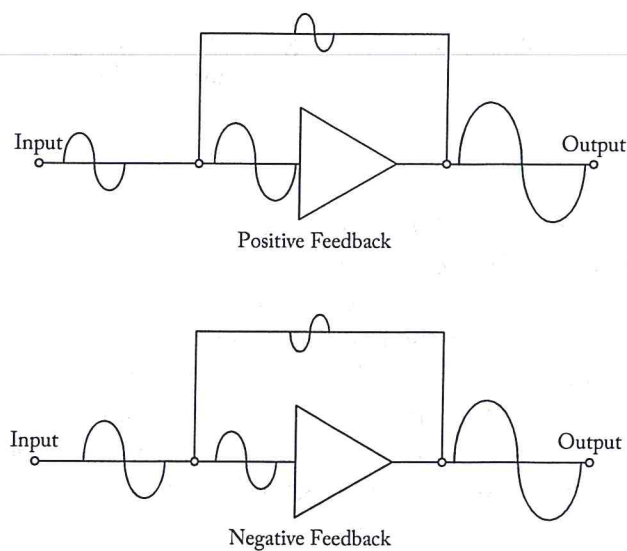 Input
Output
Positive Feedback
Input
Output
Negative Feedback